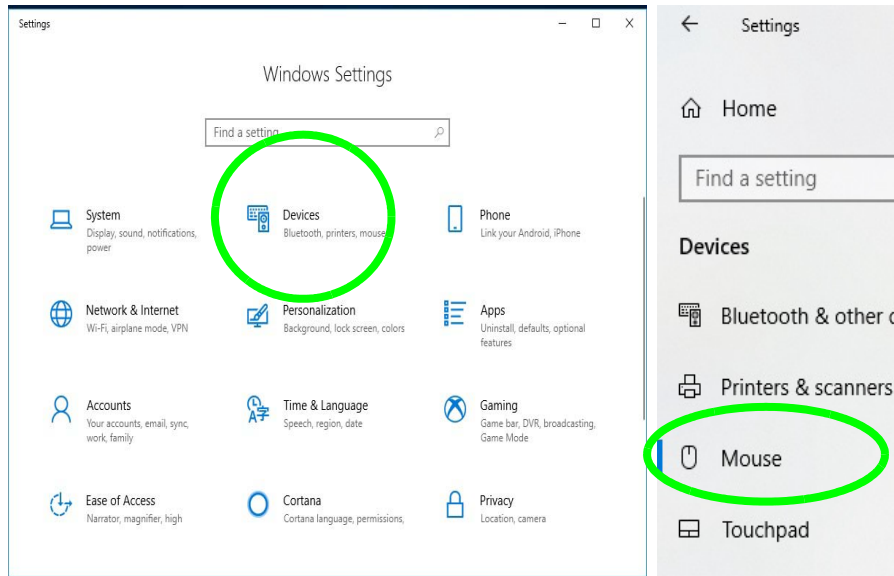 Settings
Windows Settings
Find a setting
System
Display, sound, notifications,
power
Devices
Bluetooth, printers, mouse
Phone
Link your Android, iPhone
Network & Internet
Wi-Fi, airplane mode, VPN
Personalization
Background, lock screen, colors
Apps
Uninstall, defaults, optional
features
Accounts
Your accounts, email, sync,
work, family
Time & Language
Speech, region, date
Gaming
Game bar, DVR, broadcasting,
Game Mode
Ease of Access
Narrator, magnifier, high
Cortana
Cortana language, permissions,
Privacy
Location, camera
Settings
Home
Find a setting
Devices
Bluetooth & other
Printers & scanners
Mouse
Touchpad